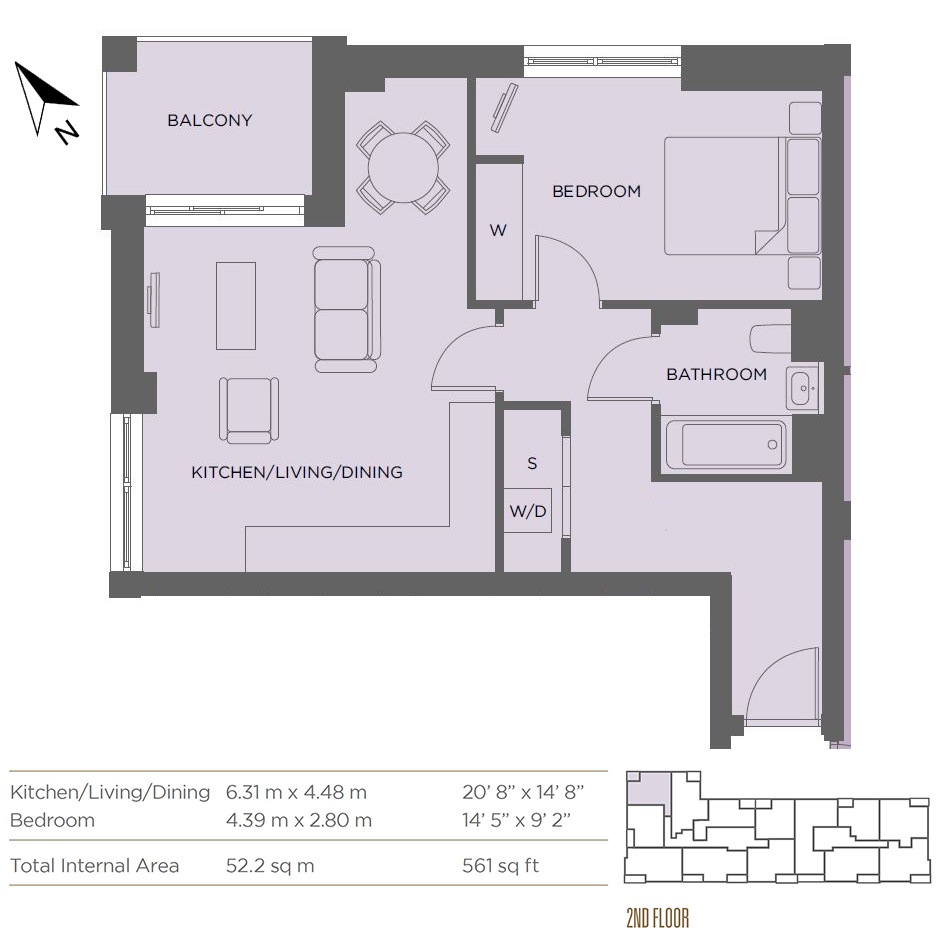 BALCONY
N
BEDROOM
W
BATHROOM
KITCHEN/LIVING/DINING
S
W/D
Kitchen/Living/Dining 6.31 m x 4.48 m 20’ 8” x 14’ 8”
Bedroom 4.39 m x 2.80 m 14’ 5” x 9’ 2”
Total Internal Area 52.2 sq m 561 sq ft
2ND FLOOR